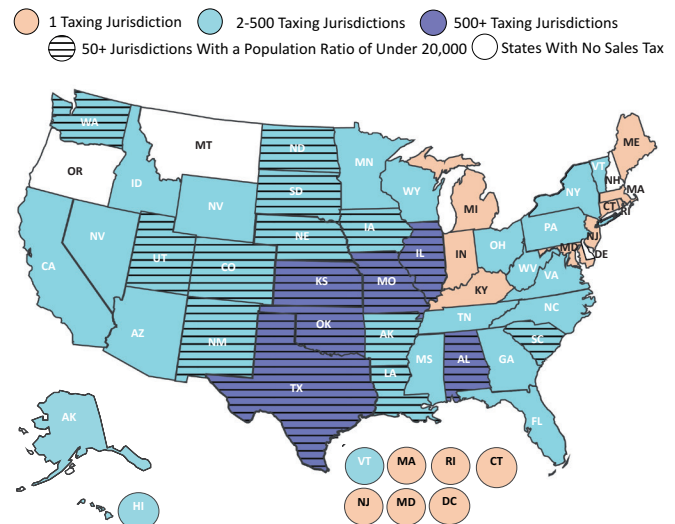 1 Taxing Jurisdiction 2-500 Taxing Jurisdictions 500+ Taxing Jurisdictions
50+ Jurisdictions With a Population Ratio of Under 20,000 States With No Sales Tax
WA
MT
ND
MN
ME
OR
ID
SD
WY
MI
VT
NH
NY
MA
CT
RI
NV
NE
IA
PA
NJ
NV
UT
CO
IL
IN
OH
MD
DE
CA
KS
MO
WV
VA
KY
AZ
NM
OK
AK
TN
NC
SC
TX
LA
MS
AL
GA
FL
AK
HI
VT
MA
RI
CT
NJ
MD
DC